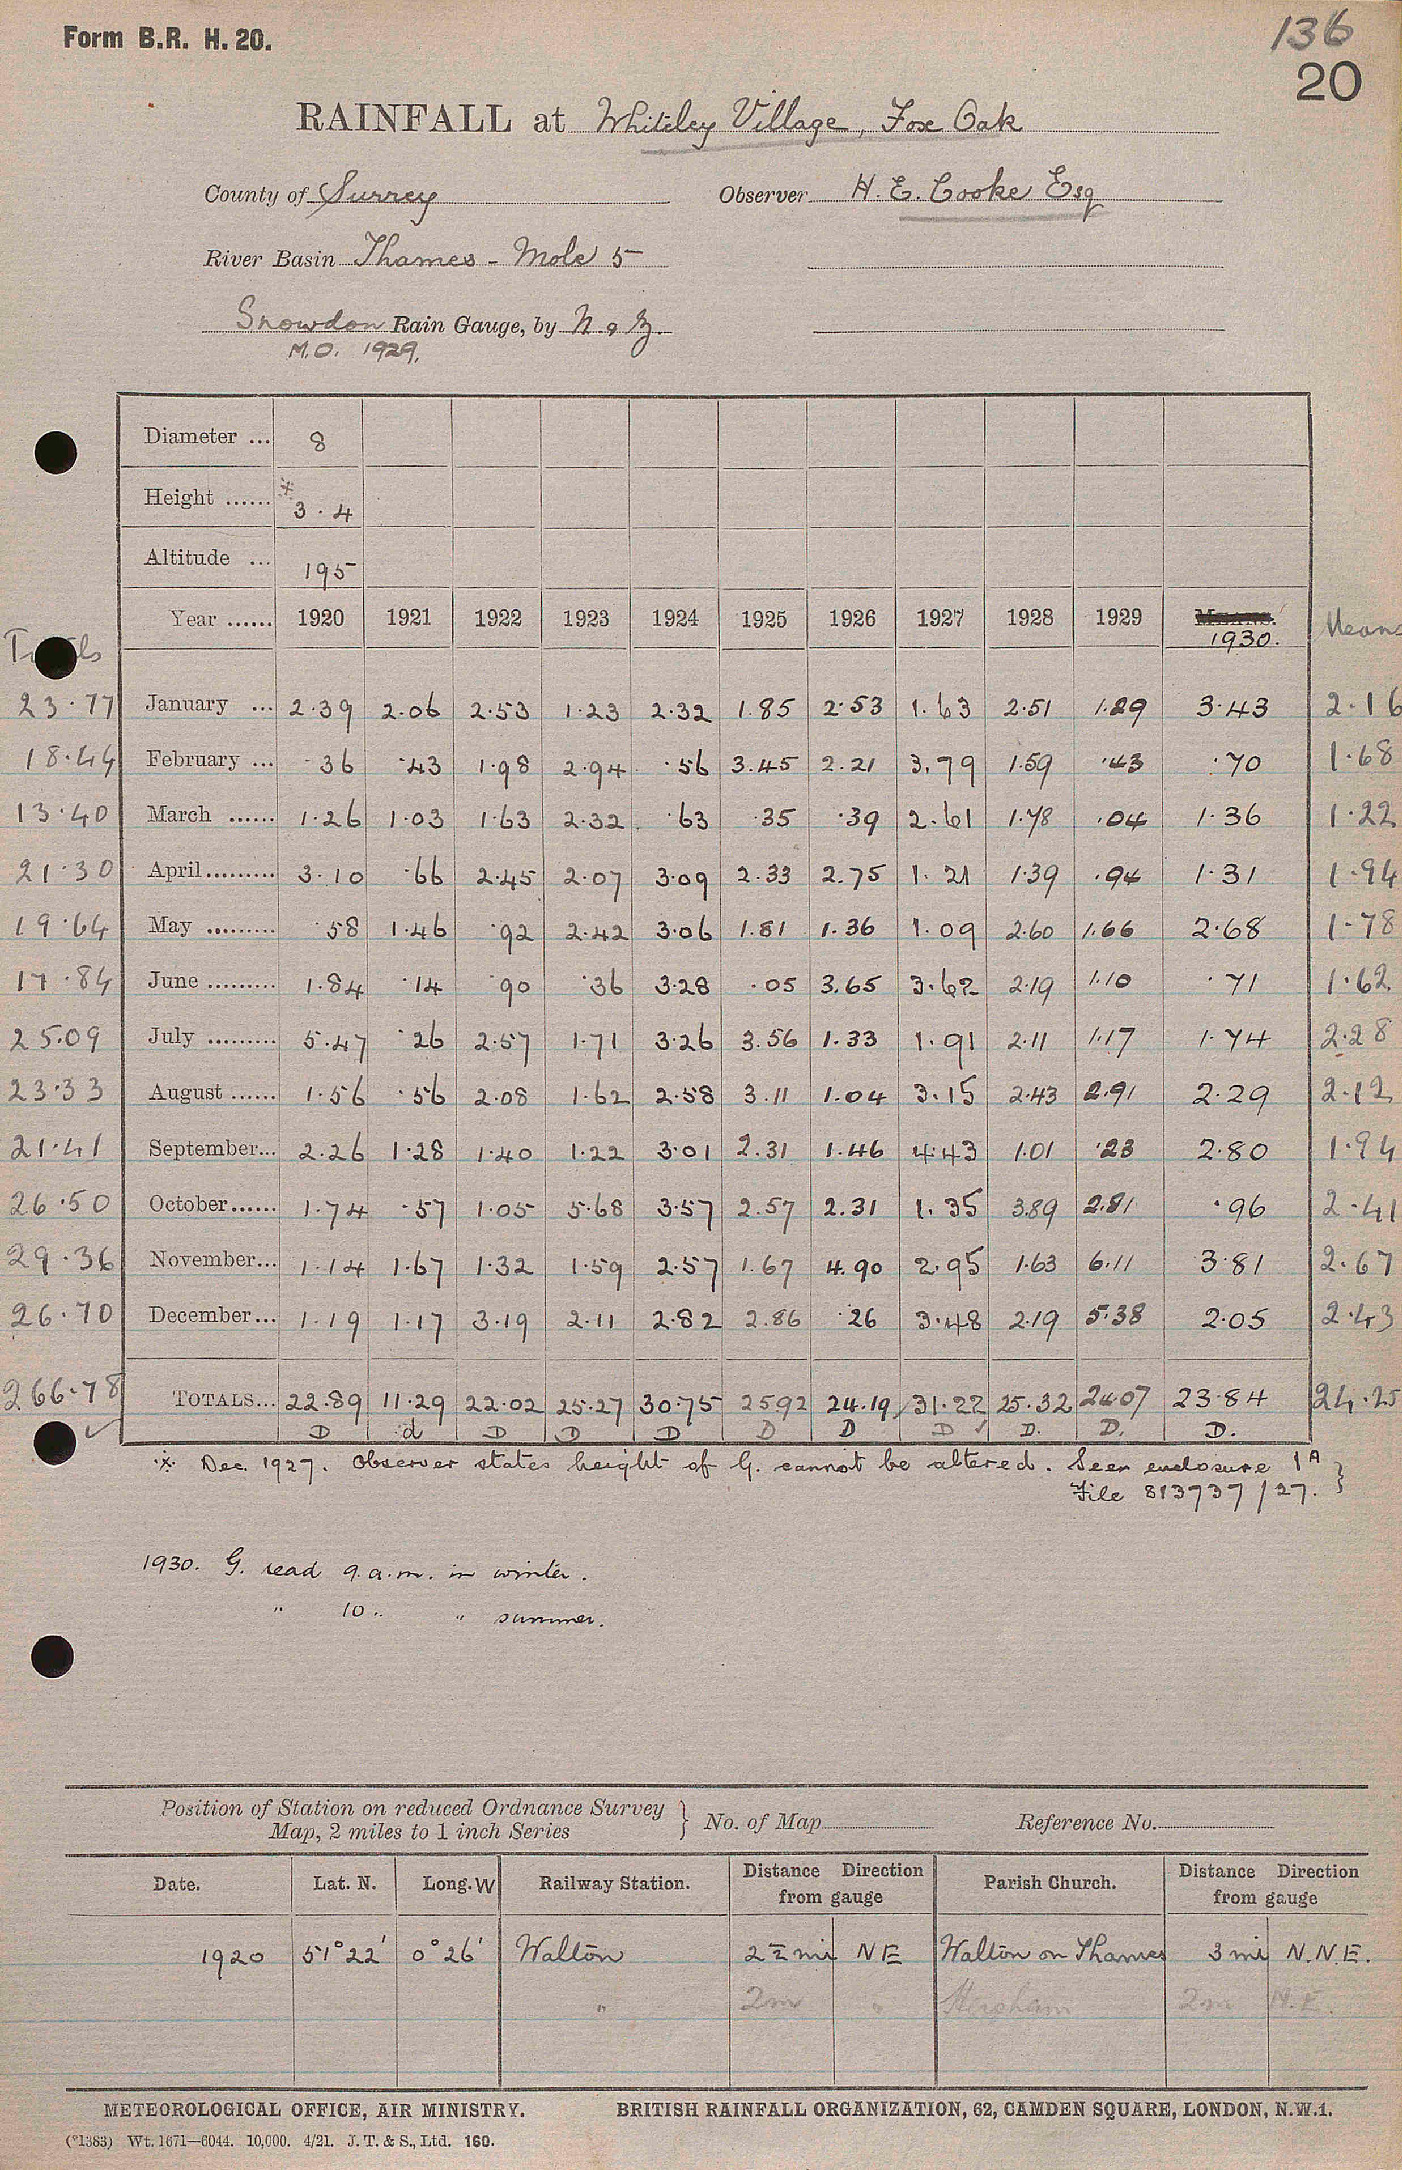 Form B.R. H. 20.
136
20
RAINFALL at Whiteley Village, Fox Oak
County of Surrey Observer H. E. Cooke Esq
River Basin Thames - Mole 5
Snowdon Rain Gauge, by N. & Z.
M.O. 1929.
Diameter ... 8
Height ...... * 3.4
Altitude ... 195
Year ...... 1920 1921 1922 1923 1924 1925 1926 1927 1928 1929 1930. Means
23.77 January ... 2.39 2.06 2.53 1.23 2.32 1.85 2.53 1.63 2.51 1.29 3.43 2.16
18.44 February ... .36 .43 1.98 2.94 .56 3.45 2.21 3.79 1.59 .43 .70 1.68
13.40 March ...... 1.26 1.03 1.63 2.32 .63 .35 .39 2.61 1.78 .04 1.36 1.22
21.30 April......... 3.10 .66 2.45 2.07 3.09 2.33 2.75 1.21 1.39 .94 1.31 1.94
19.64 May ......... .58 1.46 .92 2.42 3.06 1.81 1.36 1.09 2.60 1.66 2.68 1.78
17.84 June ......... 1.84 .14 .90 .36 3.28 .05 3.65 3.62 2.19 1.10 .71 1.62
25.09 July ......... 5.47 .26 2.57 1.71 3.26 3.56 1.33 1.91 2.11 1.17 1.74 2.28
23.33 August ...... 1.56 .56 2.08 1.62 2.58 3.11 1.04 3.15 2.43 2.91 2.29 2.12
21.41 September... 2.26 1.28 1.40 1.22 3.01 2.31 1.46 4.43 1.01 .23 2.80 1.94
26.50 October...... 1.74 .57 1.05 5.68 3.57 2.57 2.31 1.35 3.89 2.81 .96 2.41
29.36 November... 1.14 1.67 1.32 1.59 2.57 1.67 4.90 2.95 1.63 6.11 3.81 2.67
26.70 December... 1.19 1.17 3.19 2.11 2.82 2.86 .26 3.48 2.19 5.38 2.05 2.43
266.78 TOTALS... 22.89 11.29 22.02 25.27 30.75 25.92 24.19 31.22 25.32 24.07 23.84 24.25
D d D D D D D D D. D. D.
* Dec. 1927. Observer states height of G. cannot be altered. Seen enclosure 1A
File 813737/27.
1930. G. read 9 a.m. in winter.
" 10 " " summer.
Position of Station on reduced Ordnance Survey
Map, 2 miles to 1 inch Series } No. of Map Reference No.
Date. Lat. N. Long. W Railway Station. Distance Direction from gauge Parish Church. Distance Direction from gauge
1920 51°22' 0°26' Walton 2½ mi NE Walton on Thames 3 mi N.N.E.
" 2m " Hersham 2m N.E.
METEOROLOGICAL OFFICE, AIR MINISTRY. BRITISH RAINFALL ORGANIZATION, 62, CAMDEN SQUARE, LONDON, N.W.1.
(*1383) Wt. 1671—6044. 10,000. 4/21. J. T. & S., Ltd. 160.